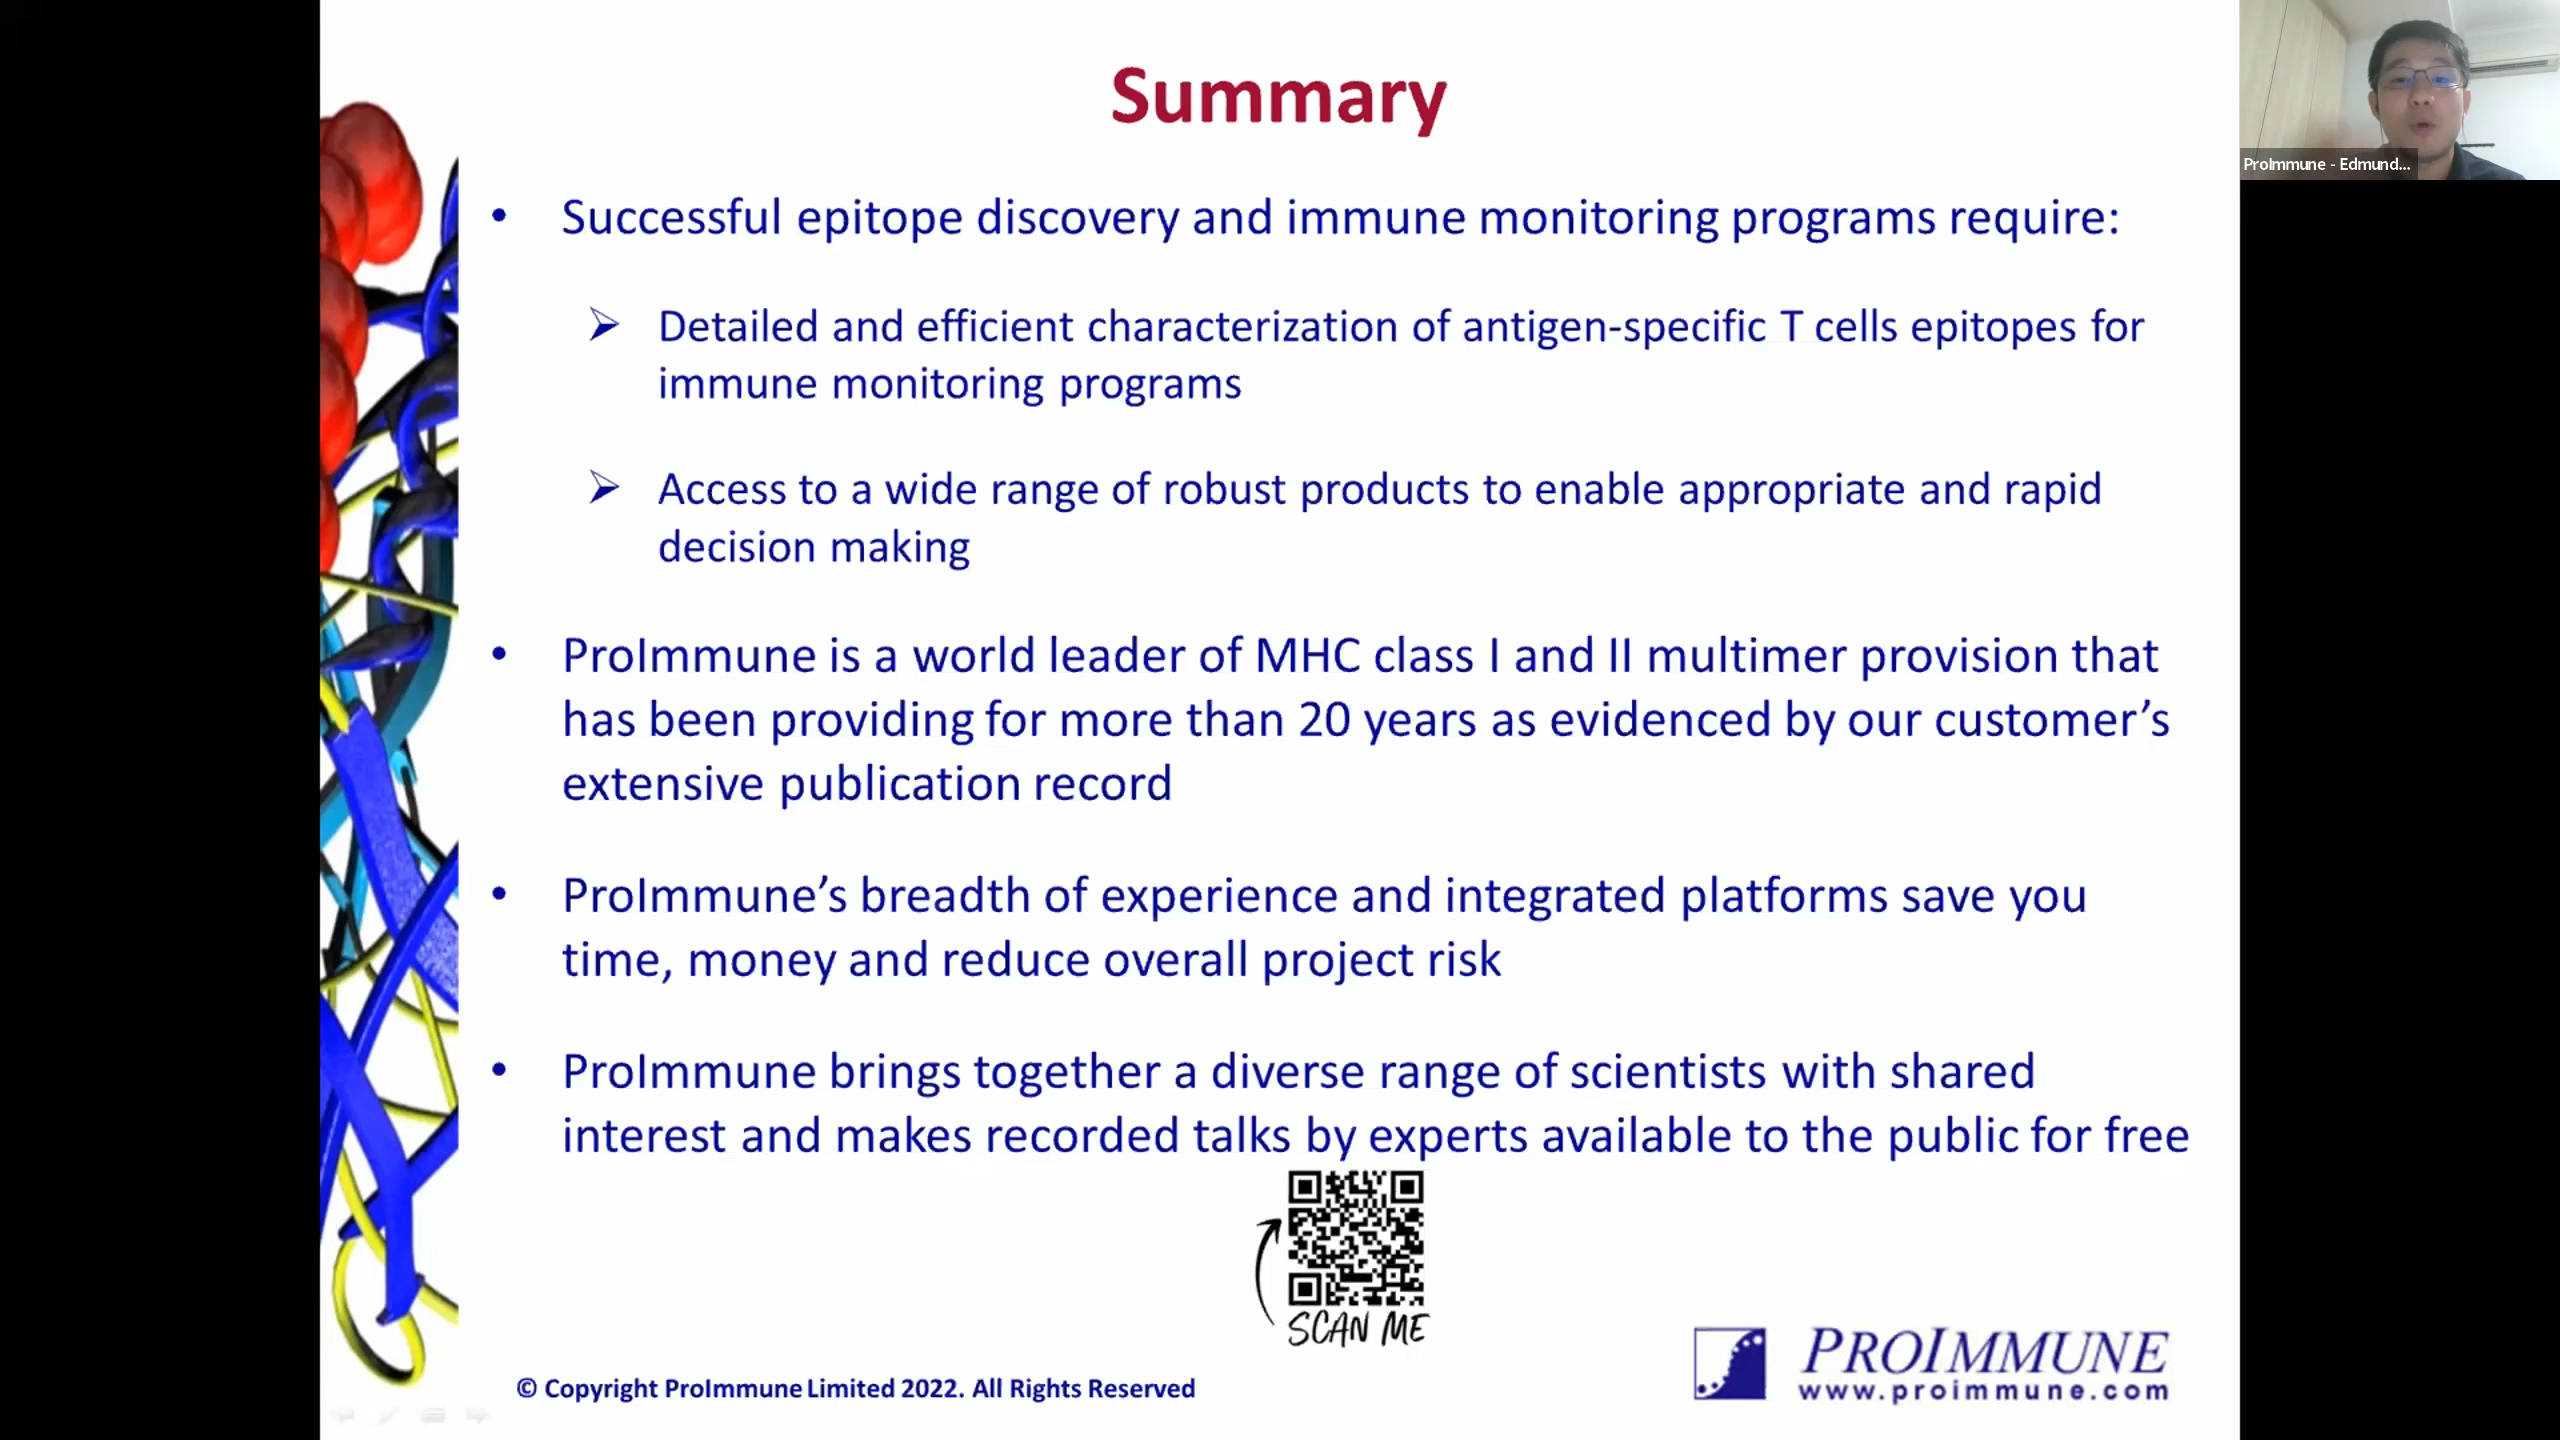 Summary
ProImmune - Edmund...
• Successful epitope discovery and immune monitoring programs require:
➢ Detailed and efficient characterization of antigen-specific T cells epitopes for
immune monitoring programs
➢ Access to a wide range of robust products to enable appropriate and rapid
decision making
• ProImmune is a world leader of MHC class I and II multimer provision that
has been providing for more than 20 years as evidenced by our customer’s
extensive publication record
• ProImmune’s breadth of experience and integrated platforms save you
time, money and reduce overall project risk
• ProImmune brings together a diverse range of scientists with shared
interest and makes recorded talks by experts available to the public for free
SCAN ME
PROIMMUNE
www.proimmune.com
© Copyright ProImmune Limited 2022. All Rights Reserved